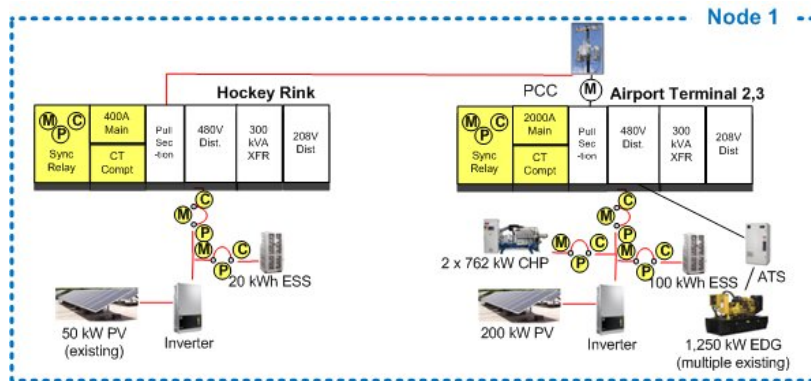 Node 1
Hockey Rink
PCC
M
Airport Terminal 2,3
M
C
P
Sync
Relay
400A
Main
CT
Compt
Pull
Sec
-tion
480V
Dist.
300
kVA
XFR
208V
Dist
M
C
P
Sync
Relay
2000A
Main
CT
Compt
Pull
Sec
-tion
480V
Dist.
300
kVA
XFR
208V
Dist
C
M
P
M
C
P
20 kWh ESS
50 kW PV
(existing)
Inverter
C
M
P
M
C
P
M
C
P
2 x 762 kW CHP
100kWh ESS
ATS
200 kW PV
Inverter
1,250 kW EDG
(multiple existing)